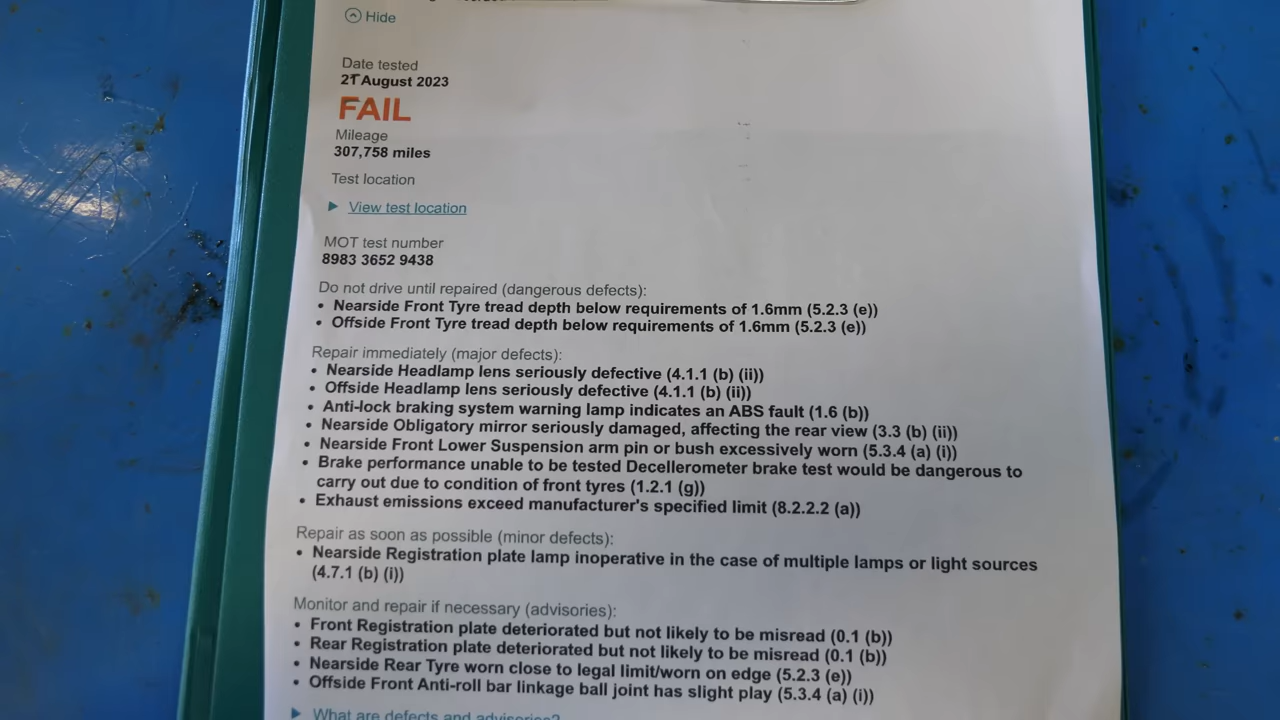 Hide
Date tested
21 August 2023
FAIL
Mileage
307,758 miles
Test location
View test location
MOT test number
8983 3652 9438
Do not drive until repaired (dangerous defects):
• Nearside Front Tyre tread depth below requirements of 1.6mm (5.2.3 (e))
• Offside Front Tyre tread depth below requirements of 1.6mm (5.2.3 (e))
Repair immediately (major defects):
• Nearside Headlamp lens seriously defective (4.1.1 (b) (ii))
• Offside Headlamp lens seriously defective (4.1.1 (b) (ii))
• Anti-lock braking system warning lamp indicates an ABS fault (1.6 (b))
• Nearside Obligatory mirror seriously damaged, affecting the rear view (3.3 (b) (ii))
• Nearside Front Lower Suspension arm pin or bush excessively worn (5.3.4 (a) (i))
• Brake performance unable to be tested Decellerometer brake test would be dangerous to
carry out due to condition of front tyres (1.2.1 (g))
• Exhaust emissions exceed manufacturer's specified limit (8.2.2.2 (a))
Repair as soon as possible (minor defects):
• Nearside Registration plate lamp inoperative in the case of multiple lamps or light sources
(4.7.1 (b) (i))
Monitor and repair if necessary (advisories):
• Front Registration plate deteriorated but not likely to be misread (0.1 (b))
• Rear Registration plate deteriorated but not likely to be misread (0.1 (b))
• Nearside Rear Tyre worn close to legal limit/worn on edge (5.2.3 (e))
• Offside Front Anti-roll bar linkage ball joint has slight play (5.3.4 (a) (i))
What are defects and advisories?